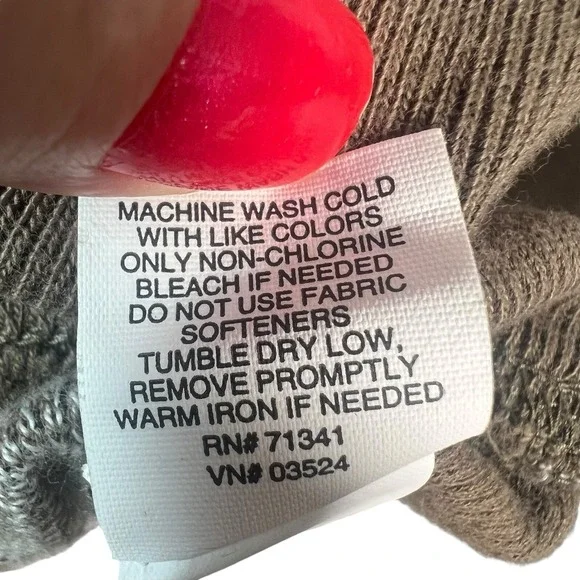 MACHINE WASH COLD
WITH LIKE COLORS
ONLY NON-CHLORINE
BLEACH IF NEEDED
DO NOT USE FABRIC
SOFTENERS
TUMBLE DRY LOW,
REMOVE PROMPTLY
WARM IRON IF NEEDED
RN# 71341
VN# 03524